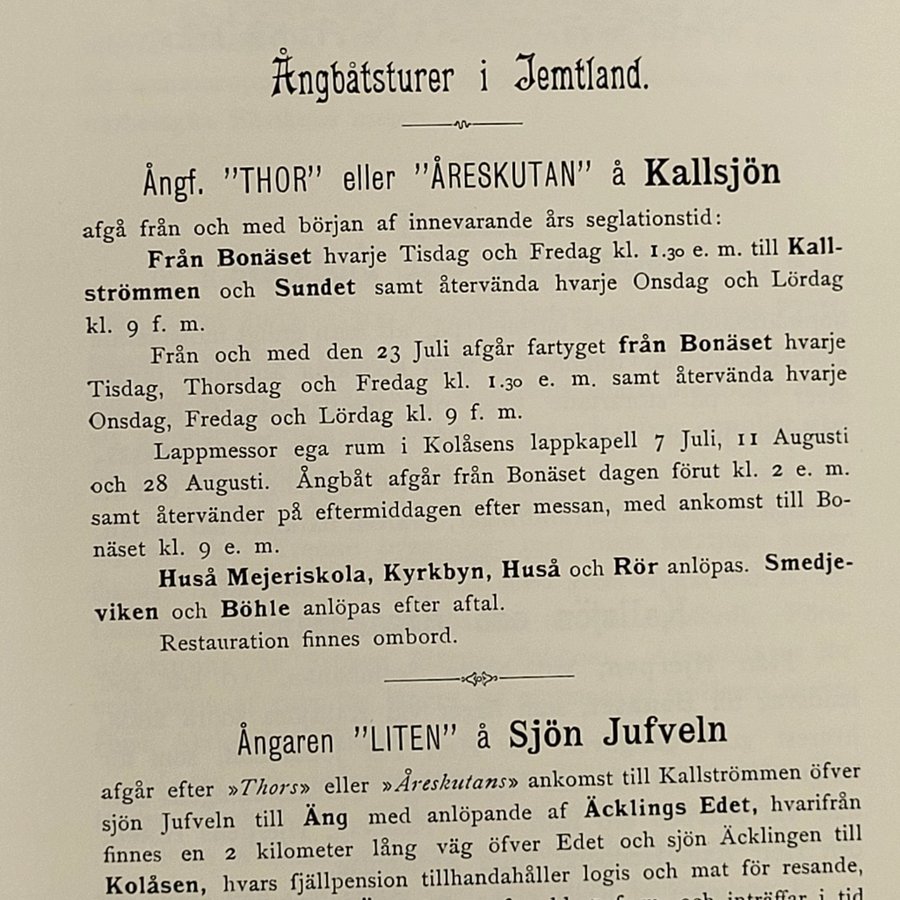 Ångbåtsturer i Jemtland.
Ångf. ”THOR” eller ”ÅRESKUTAN” å Kallsjön
afgå från och med början af innevarande års seglationstid:
Från Bonäset hvarje Tisdag och Fredag kl. 1.30 e. m. till Kall-
strömmen och Sundet samt återvända hvarje Onsdag och Lördag
kl. 9 f. m.
Från och med den 23 Juli afgår fartyget från Bonäset hvarje
Tisdag, Thorsdag och Fredag kl. 1.30 e. m. samt återvända hvarje
Onsdag, Fredag och Lördag kl. 9 f. m.
Lappmessor ega rum i Kolåsens lappkapell 7 Juli, 11 Augusti
och 28 Augusti. Ångbåt afgår från Bonäset dagen förut kl. 2 e. m.
samt återvänder på eftermiddagen efter messan, med ankomst till Bo-
näset kl. 9 e. m.
Huså Mejeriskola, Kyrkbyn, Huså och Rör anlöpas. Smedje-
viken och Böhle anlöpas efter aftal.
Restauration finnes ombord.
Ångaren ”LITEN” å Sjön Jufveln
afgår efter »Thors» eller »Åreskutans» ankomst till Kallströmmen öfver
sjön Jufveln till Äng med anlöpande af Äcklings Edet, hvarifrån
finnes en 2 kilometer lång väg öfver Edet och sjön Äcklingen till
Kolåsen, hvars fjällpension tillhandahåller logis och mat för resande,
och inträffar i tid